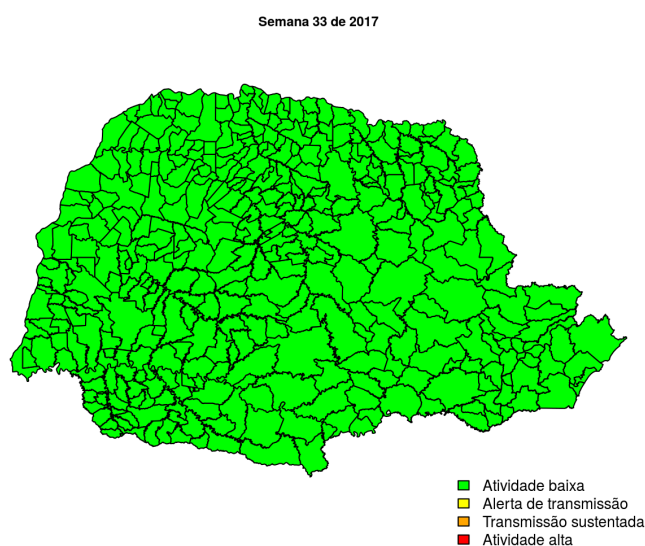 Semana 33 de 2017
Atividade baixa
Alerta de transmissão
Transmissão sustentada
Atividade alta